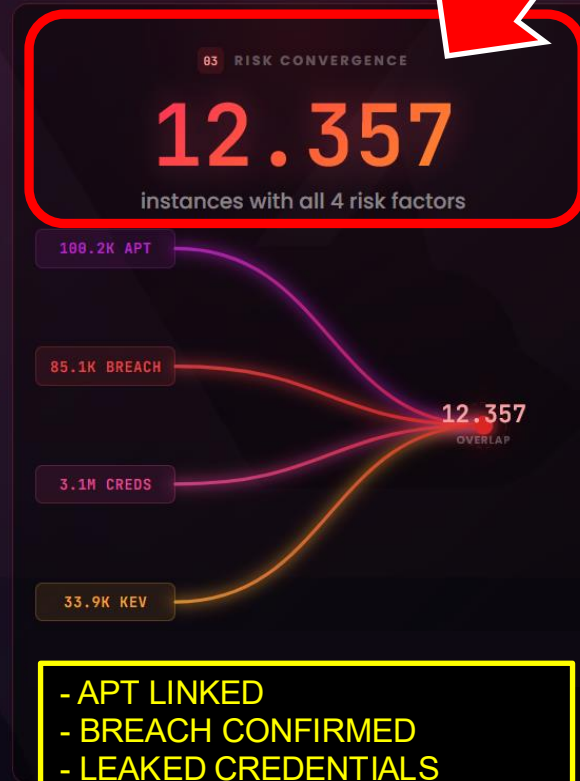 03 RISK CONVERGENCE
12.357
instances with all 4 risk factors
100.2K APT
85.1K BREACH
12.357
OVERLAP
3.1M CREDS
33.9K KEV
- APT LINKED
- BREACH CONFIRMED
- LEAKED CREDENTIALS